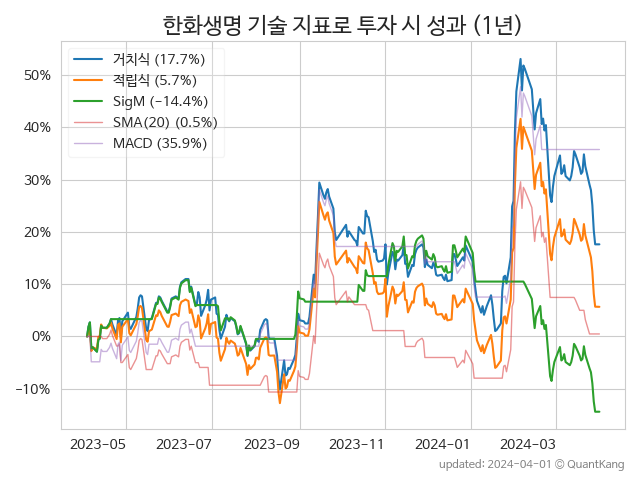 한화생명 기술 지표로 투자 시 성과 (1년)
거치식 (17.7%)
적립식 (5.7%)
SigM (−14.4%)
SMA(20) (0.5%)
MACD (35.9%)
50%
40%
30%
20%
10%
0%
−10%
2023-05 2023-07 2023-09 2023-11 2024-01 2024-03
updated: 2024-04-01 © QuantKang